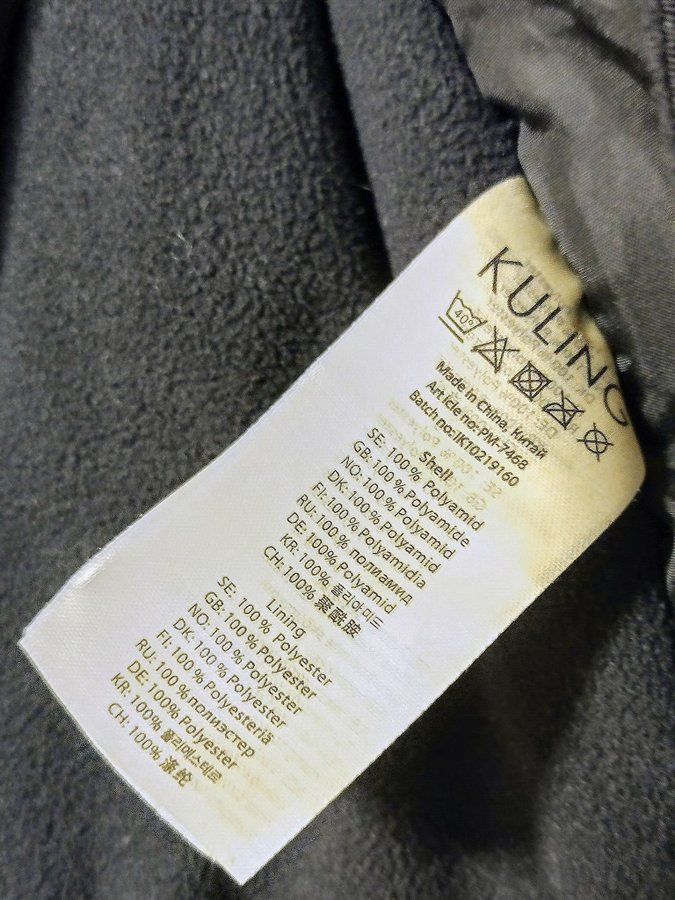 KULING
40°
Made in China, Китай
Art ide no: PM-7468
Batch no:IK10219160
Shell
SE: 100% Polyamid
GB: 100% Polyamide
NO: 100% Polyamid
DK: 100% Polyamid
FI: 100% Polyamidia
RU: 100% полиамид
DE: 100% Polyamid
KR: 100% 폴리아미드
CH: 100% 聚酰胺
Lining
SE: 100% Polyester
GB: 100% Polyester
NO: 100% Polyester
DK: 100% Polyester
FI: 100% Polyesteriä
RU: 100% полиэстер
DE: 100% Polyester
KR: 100% 폴리에스테르
CH: 100% 涤纶